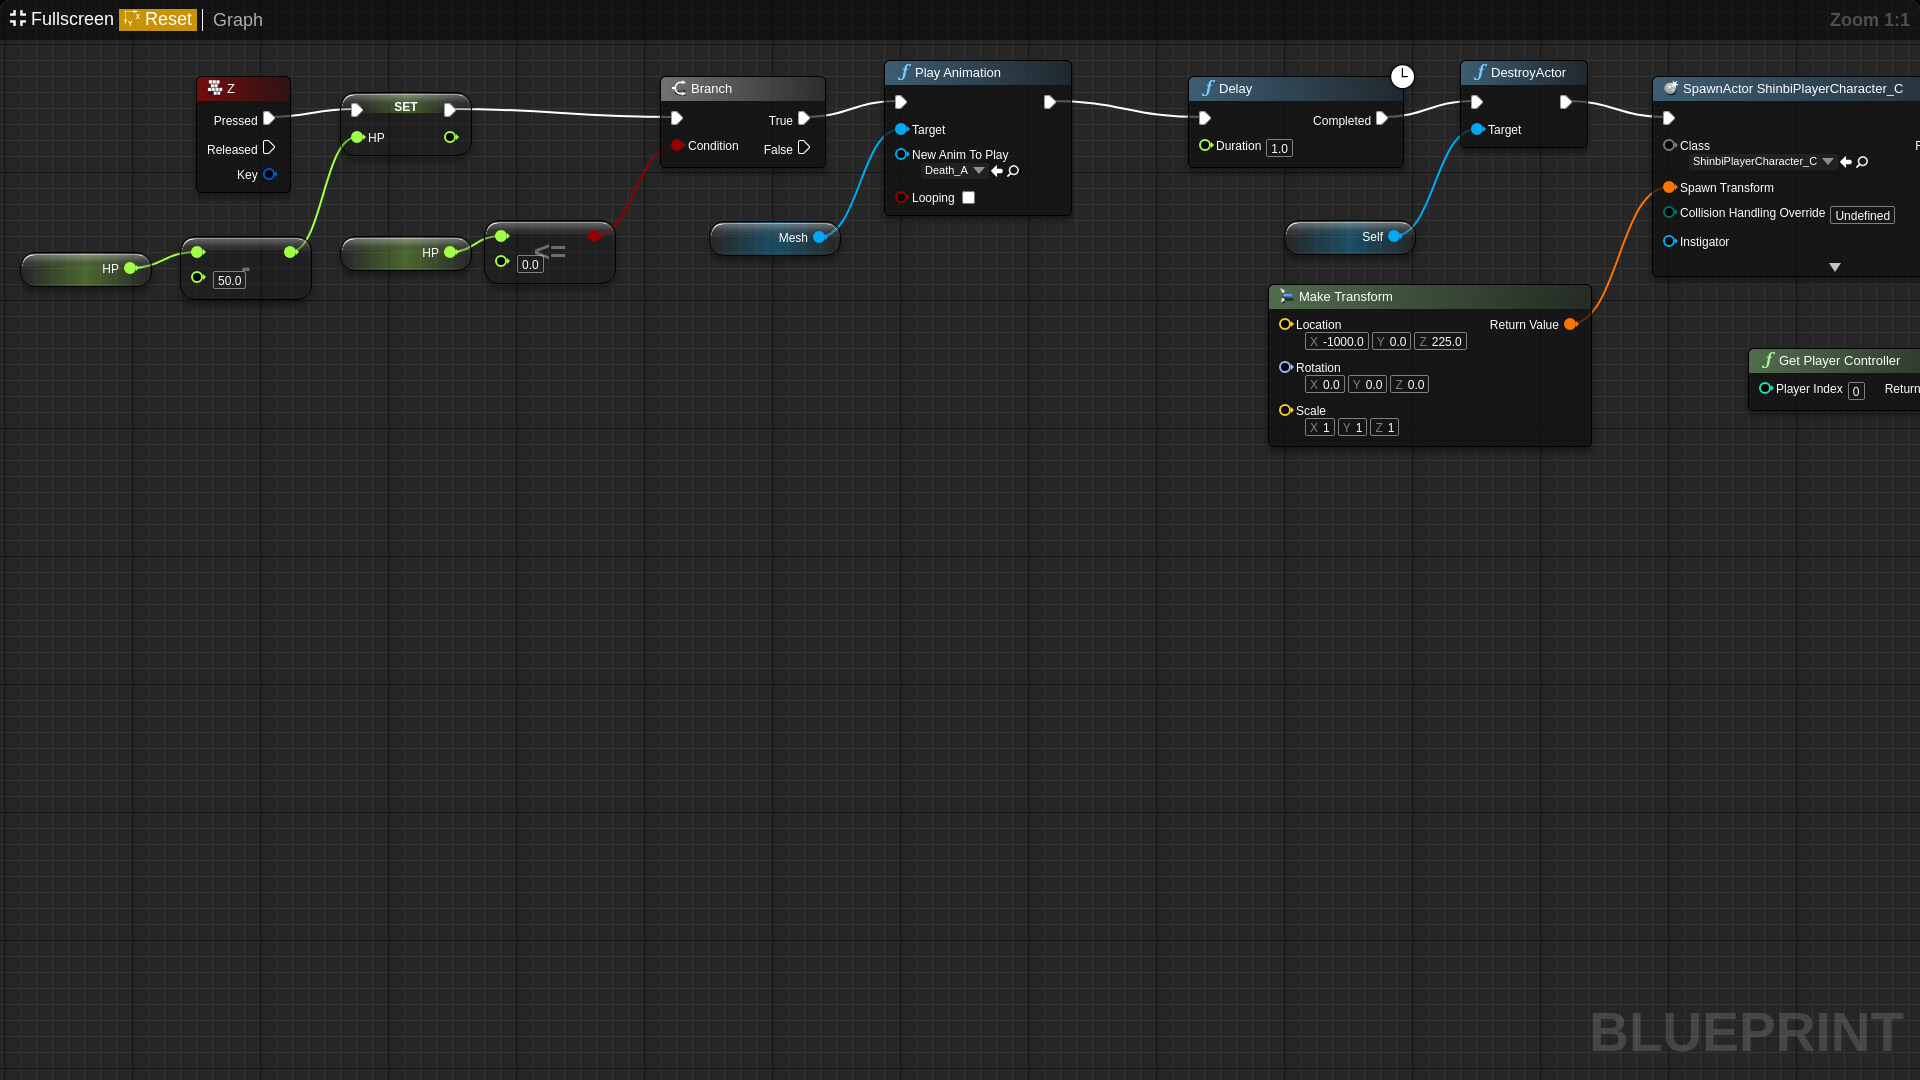 Fullscreen Reset Graph
Zoom 1:1
Z
Pressed
Released
Key
SET
HP
HP
50.0
-
HP
<=
0.0
Branch
True
Condition
False
Play Animation
Target
New Anim To Play
Death_A
Looping
Mesh
Delay
Completed
Duration 1.0
DestroyActor
Target
Self
SpawnActor ShinbiPlayerCharacter_C
Class
ShinbiPlayerCharacter_C
Spawn Transform
Collision Handling Override Undefined
Instigator
Make Transform
Location
Return Value
X -1000.0 Y 0.0 Z 225.0
Rotation
X 0.0 Y 0.0 Z 0.0
Scale
X 1 Y 1 Z 1
Get Player Controller
Player Index 0 Return
BLUEPRINT